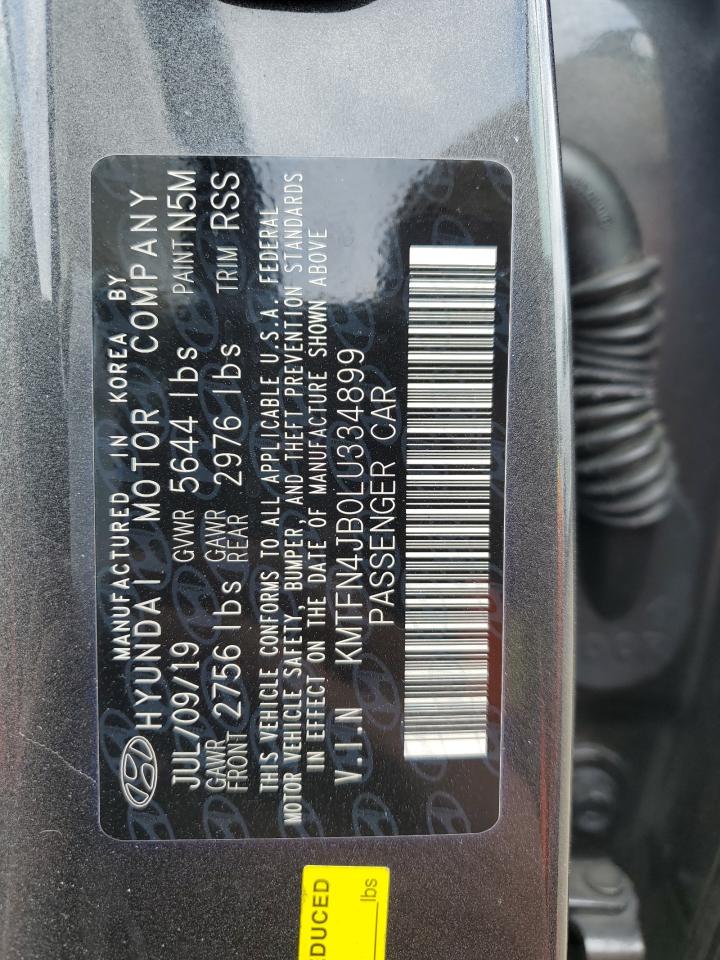 MANUFACTURED IN KOREA BY
HYUNDAI MOTOR COMPANY
JUL/09/19 GVWR 5644 lbs PAINT N5M
GAWR FRONT 2756 lbs GAWR REAR 2976 lbs TRIM RSS
THIS VEHICLE CONFORMS TO ALL APPLICABLE U.S.A. FEDERAL
MOTOR VEHICLE SAFETY, BUMPER, AND THEFT PREVENTION STANDARDS
IN EFFECT ON THE DATE OF MANUFACTURE SHOWN ABOVE
V.I.N KMTFN4JB0LU334899
PASSENGER CAR
DUCED
lbs